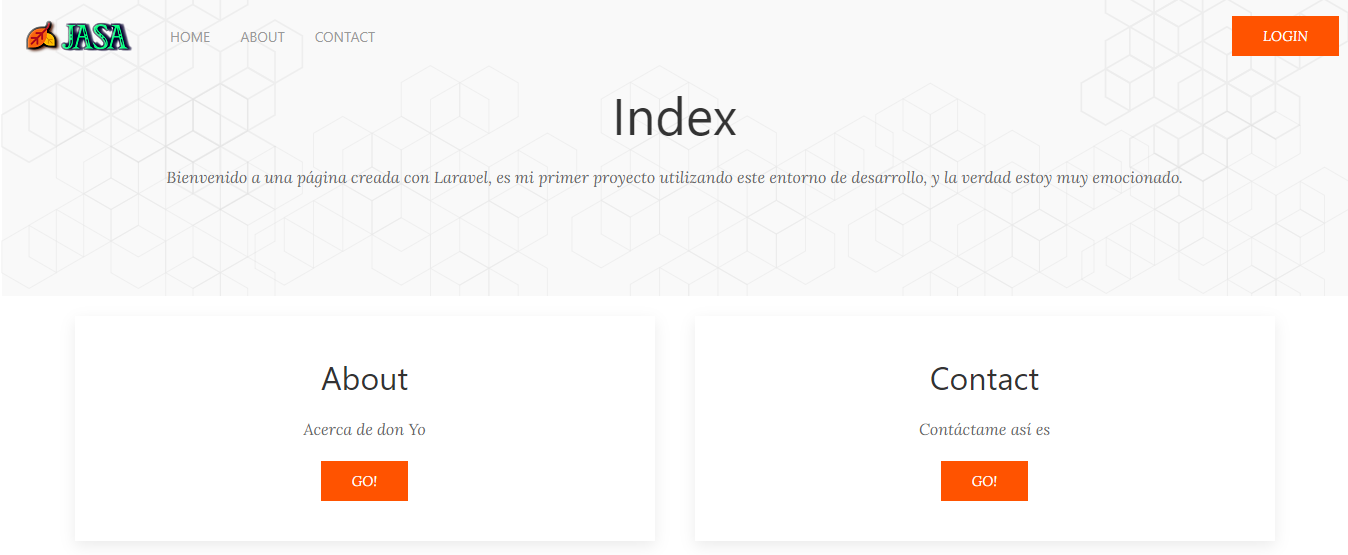 JASA
HOME
ABOUT
CONTACT
LOGIN
Index
Bienvenido a una página creada con Laravel, es mi primer proyecto utilizando este entorno de desarrollo, y la verdad estoy muy emocionado.
About
Acerca de don Yo
GO!
Contact
Contáctame así es
GO!